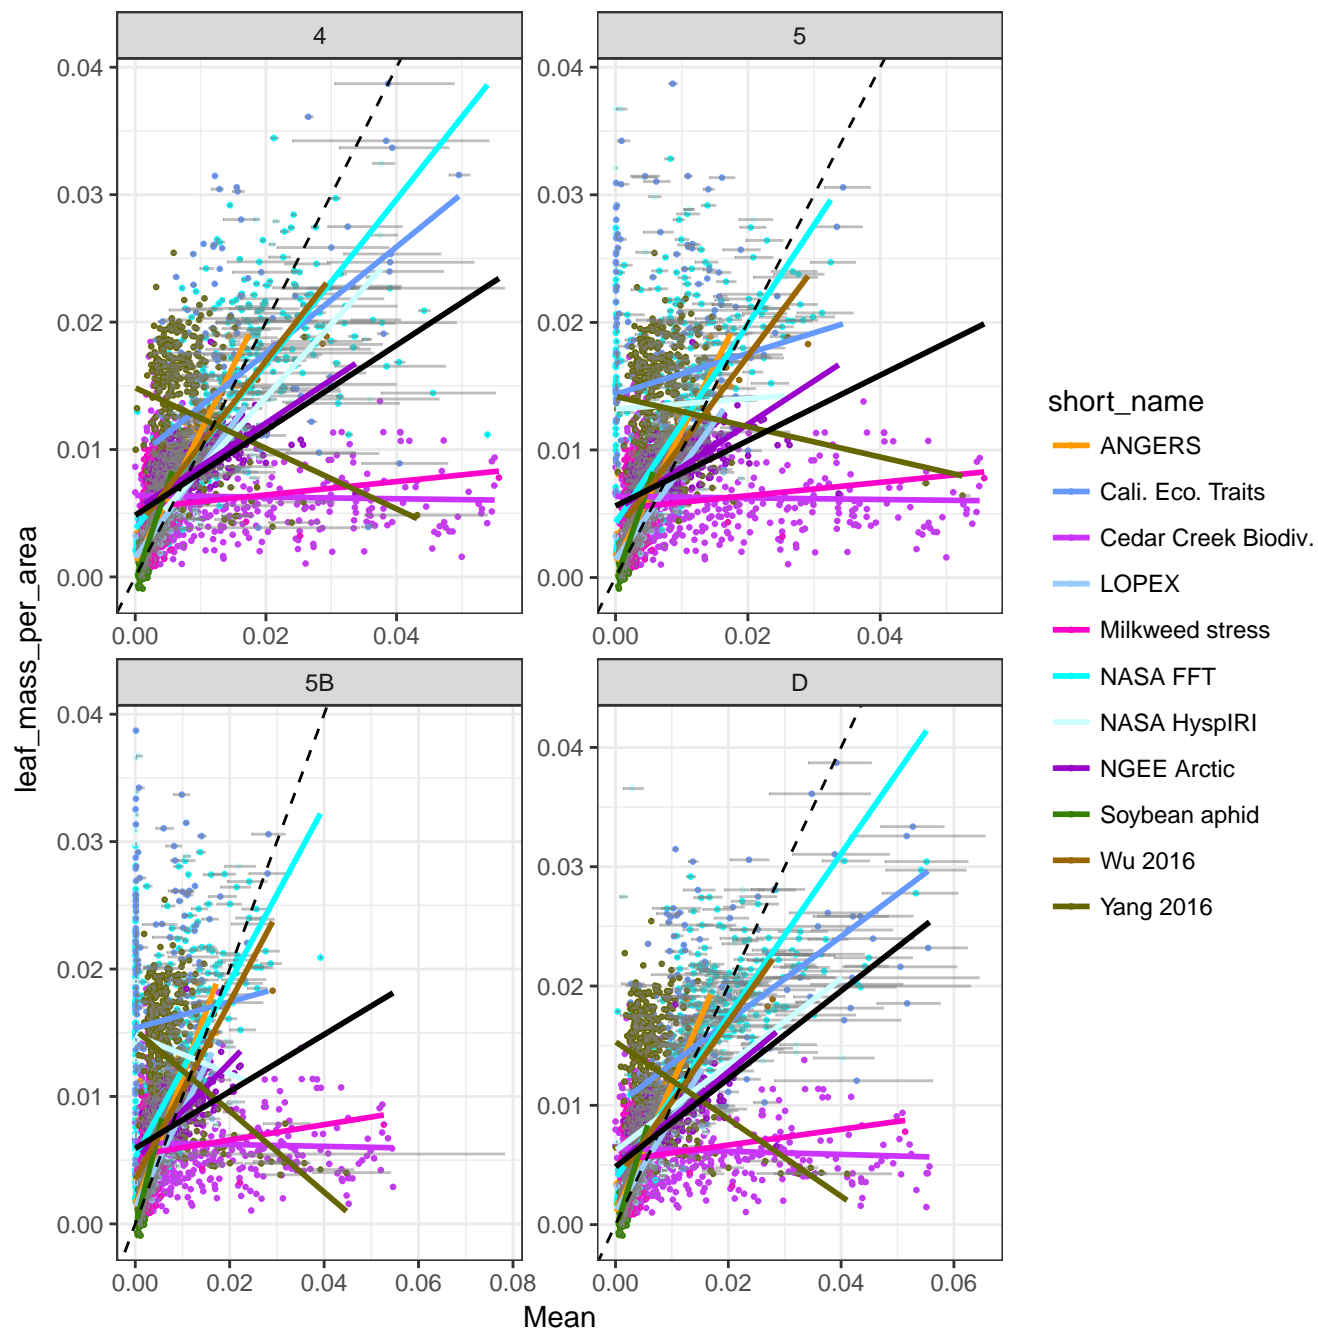 4
5
0.04
0.03
0.02
0.01
0.00
0.04
0.03
0.02
0.01
0.00
0.00 0.02 0.04
0.00 0.02 0.04
5B
D
0.04
0.03
0.02
0.01
0.00
0.04
0.03
0.02
0.01
0.00
0.00 0.02 0.04 0.06 0.08
0.00 0.02 0.04 0.06
Mean
leaf_mass_per_area
short_name
ANGERS
Cali. Eco. Traits
Cedar Creek Biodiv.
LOPEX
Milkweed stress
NASA FFT
NASA HyspIRI
NGEE Arctic
Soybean aphid
Wu 2016
Yang 2016